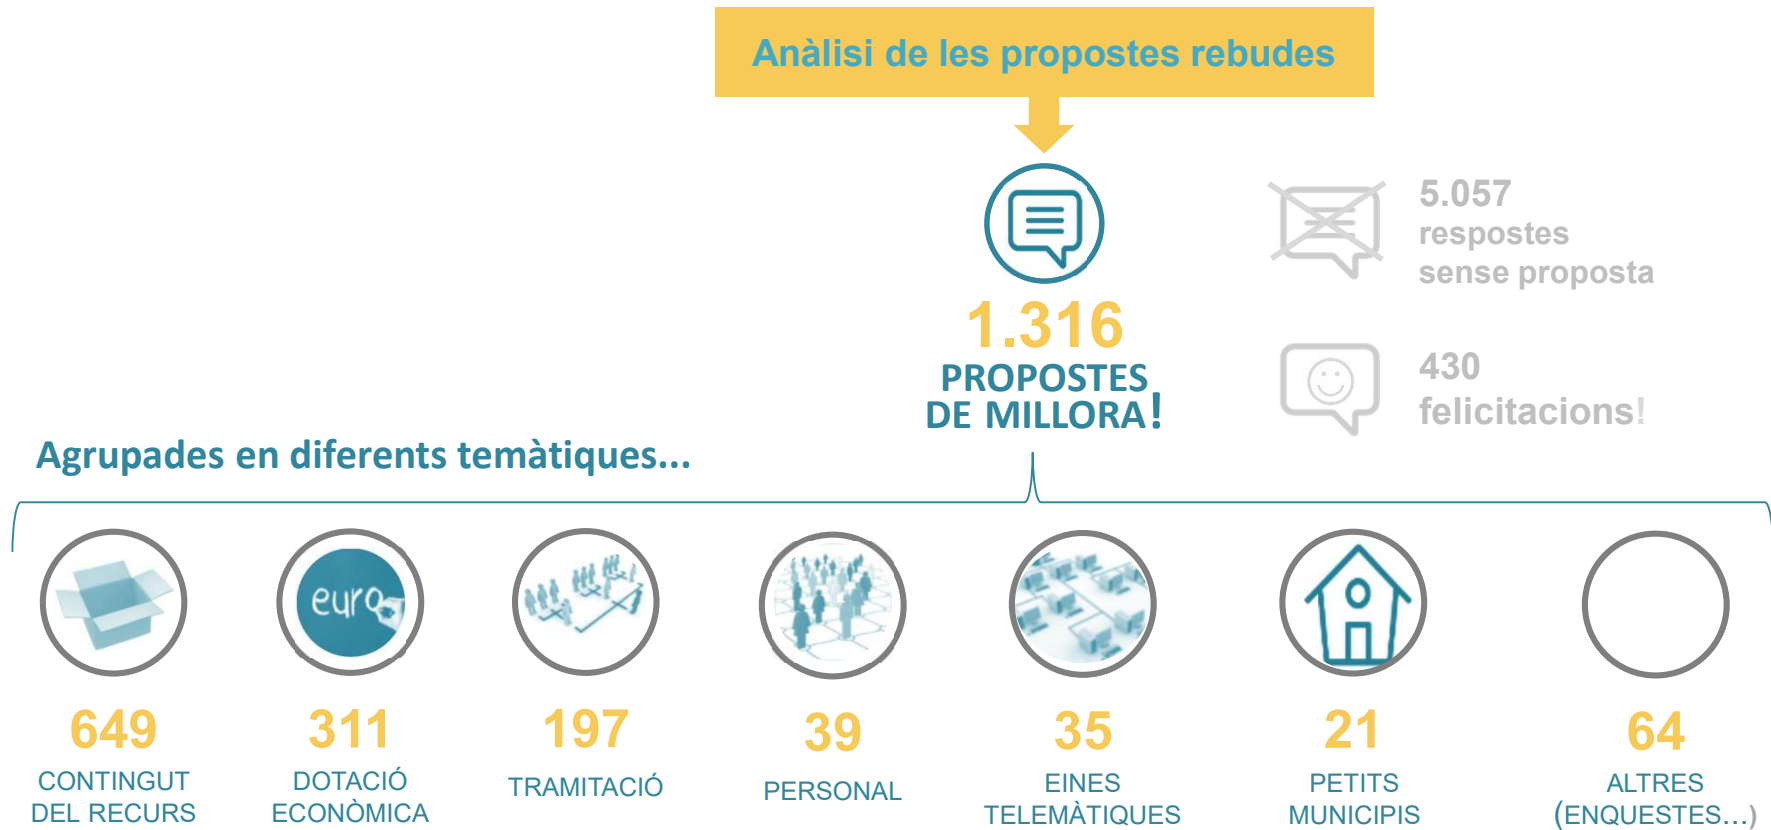 Anàlisi de les propostes rebudes
5.057
respostes
sense proposta
1.316
PROPOSTES
DE MILLORA!
430
felicitacions!
Agrupades en diferents temàtiques...
euro
649
CONTINGUT
DEL RECURS
311
DOTACIÓ
ECONÒMICA
197
TRAMITACIÓ
39
PERSONAL
35
EINES
TELEMÀTIQUES
21
PETITS
MUNICIPIS
64
ALTRES
(ENQUESTES...)